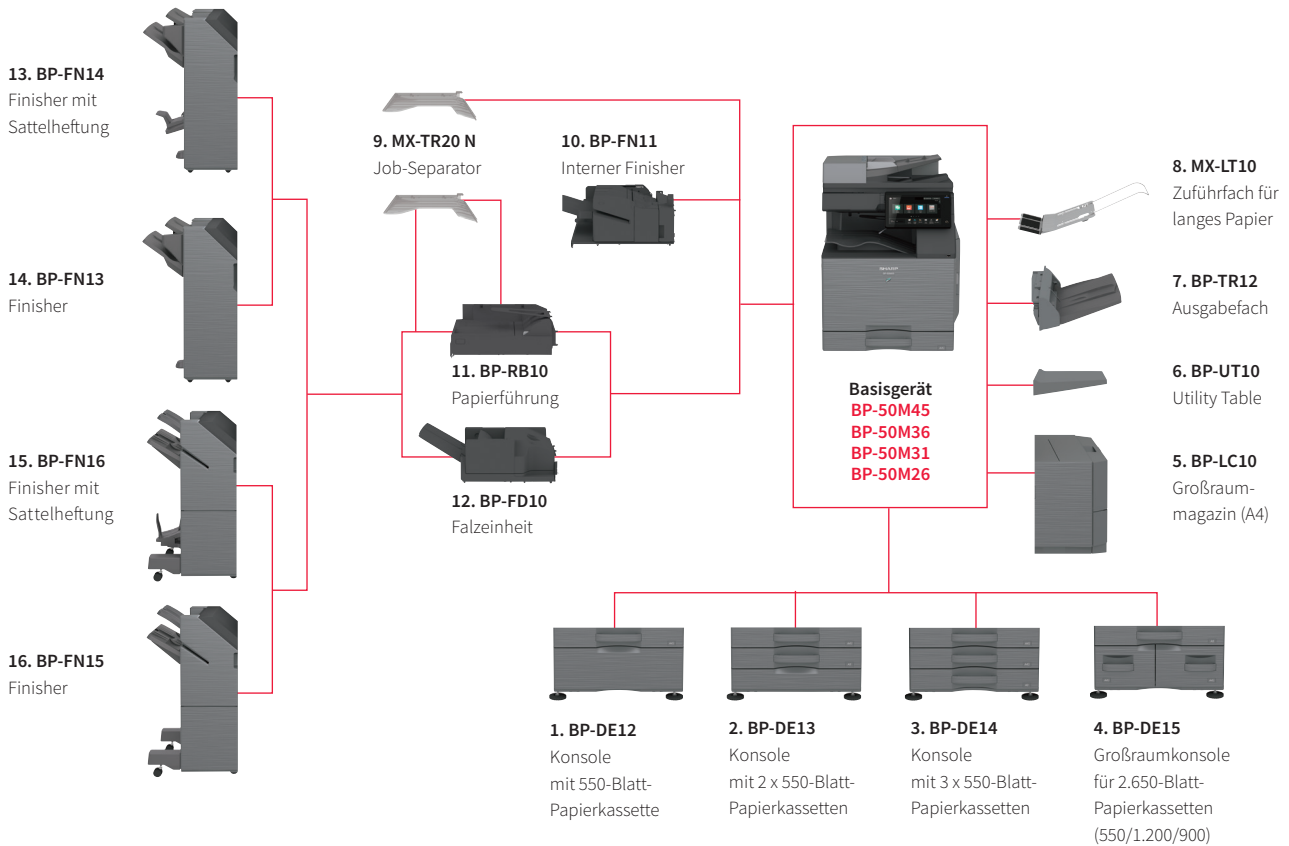 13. BP-FN14
Finisher mit
Sattelheftung
14. BP-FN13
Finisher
15. BP-FN16
Finisher mit
Sattelheftung
16. BP-FN15
Finisher
9. MX-TR20 N
Job-Separator
10. BP-FN11
Interner Finisher
11. BP-RB10
Papierführung
12. BP-FD10
Falzeinheit
SHARP
Basisgerät
BP-50M45
BP-50M36
BP-50M31
BP-50M26
8. MX-LT10
Zuführfach für
langes Papier
7. BP-TR12
Ausgabefach
6. BP-UT10
Utility Table
5. BP-LC10
Großraum-
magazin (A4)
1. BP-DE12
Konsole
mit 550-Blatt-
Papierkassette
2. BP-DE13
Konsole
mit 2 x 550-Blatt-
Papierkassetten
3. BP-DE14
Konsole
mit 3 x 550-Blatt-
Papierkassetten
4. BP-DE15
Großraumkonsole
für 2.650-Blatt-
Papierkassetten
(550/1.200/900)